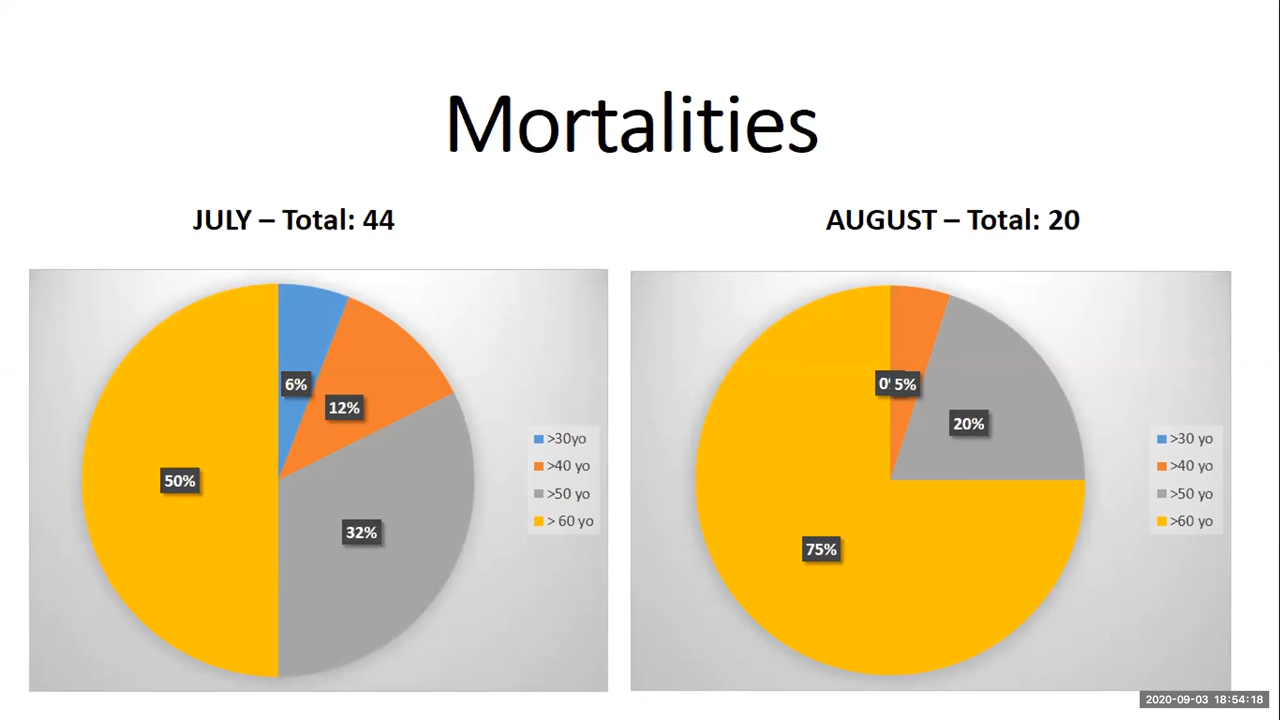 Mortalities
JULY – Total: 44
AUGUST – Total: 20
6%
12%
32%
50%
>30yo
>40 yo
>50 yo
> 60 yo
5%
20%
75%
>30 yo
>40 yo
>50 yo
>60 yo
2020-09-03 18:54:18